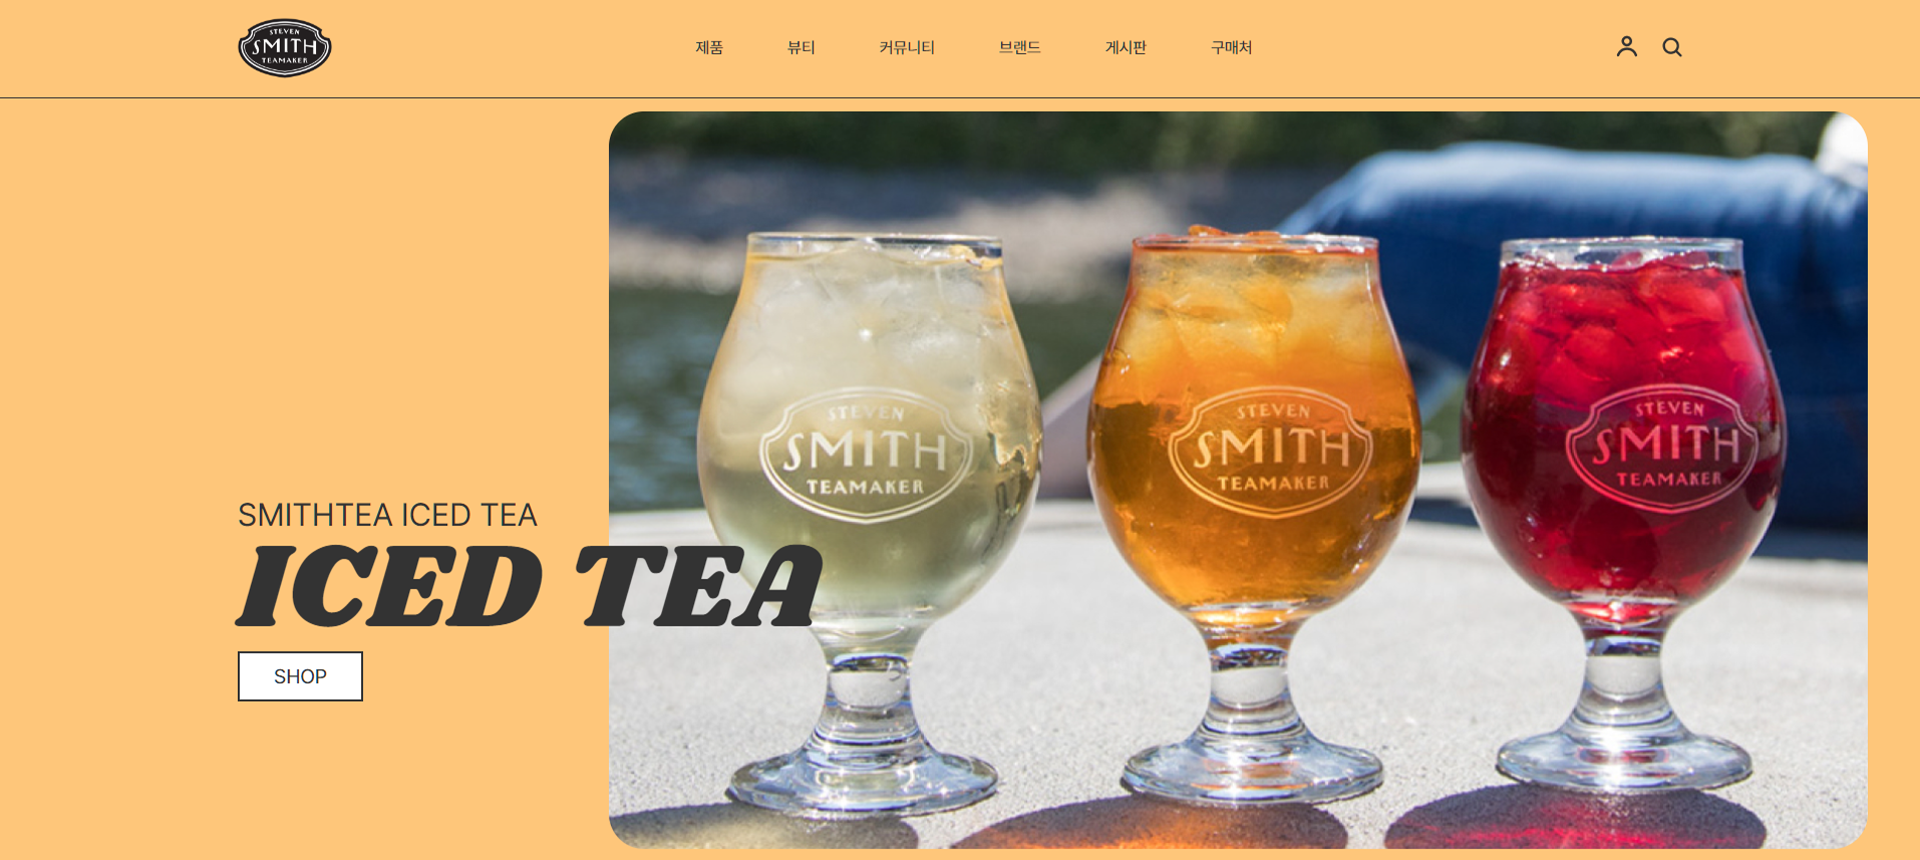 STEVEN
SMITH
TEAMAKER
제품 뷰티 커뮤니티 브랜드 게시판 구매처
STEVEN
SMITH
TEAMAKER
STEVEN
SMITH
TEAMAKER
STEVEN
SMITH
TEAMAKER
SMITHTEA ICED TEA
ICED TEA
SHOP